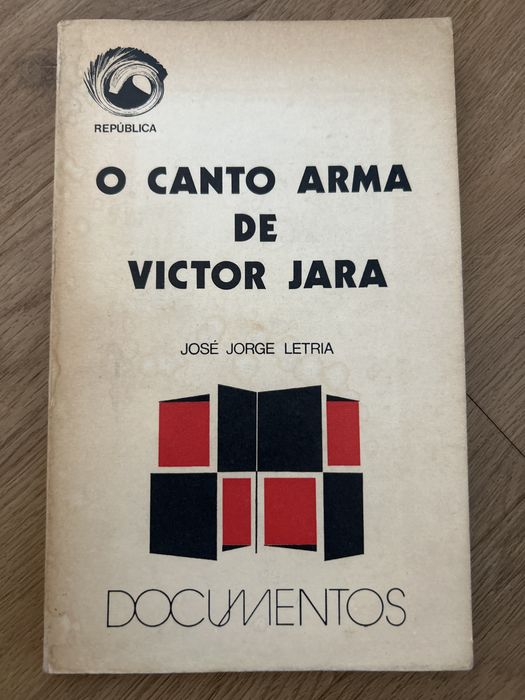 REPÚBLICA
O CANTO ARMA
DE
VICTOR JARA
JOSÉ JORGE LETRIA
DOCUMENTOS